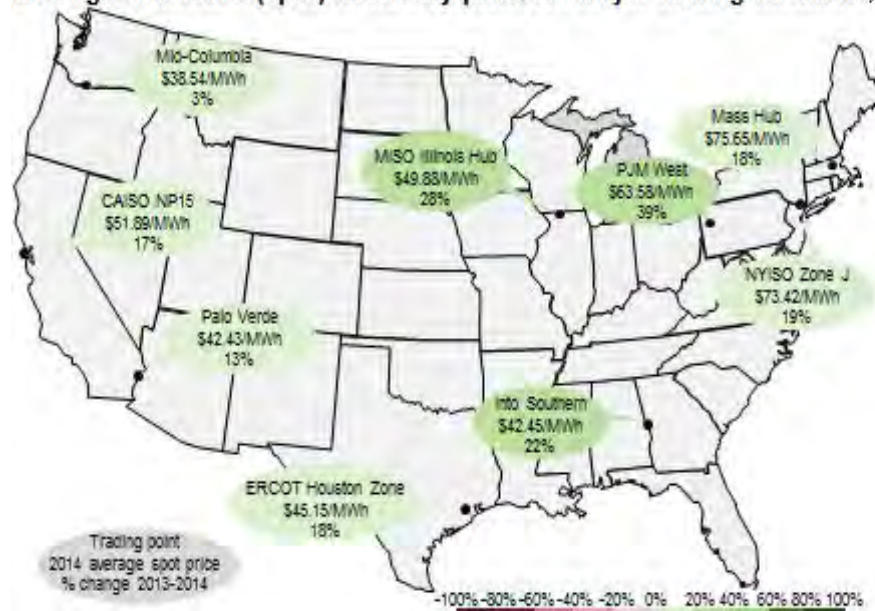 Mid-Columbia
$38.54/MWh
3%
Mass Hub
$75.65/MWh
18%
MISO Illinois Hub
$49.88/MWh
28%
PJM West
$63.58/MWh
39%
CAISO NP15
$51.89/MWh
17%
NYISO Zone J
$73.42/MWh
19%
Palo Verde
$42.43/MWh
13%
Into Southern
$42.45/MWh
22%
ERCOT Houston Zone
$45.15/MWh
18%
Trading point
2014 average spot price
% change 2013-2014
-100% -80% -60% -40% 0% 20% 40% 60% 80% 100%